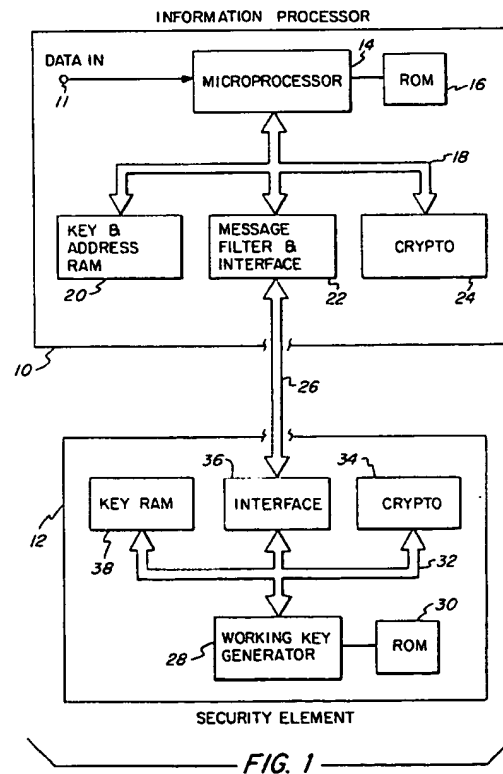 INFORMATION PROCESSOR
14
DATA IN
11
MICROPROCESSOR
ROM
16
18
KEY &
ADDRESS
RAM
20
MESSAGE
FILTER &
INTERFACE
22
CRYPTO
24
10
26
36
34
12
KEY RAM
38
INTERFACE
CRYPTO
32
30
28
WORKING KEY
GENERATOR
ROM
SECURITY ELEMENT
FIG. 1